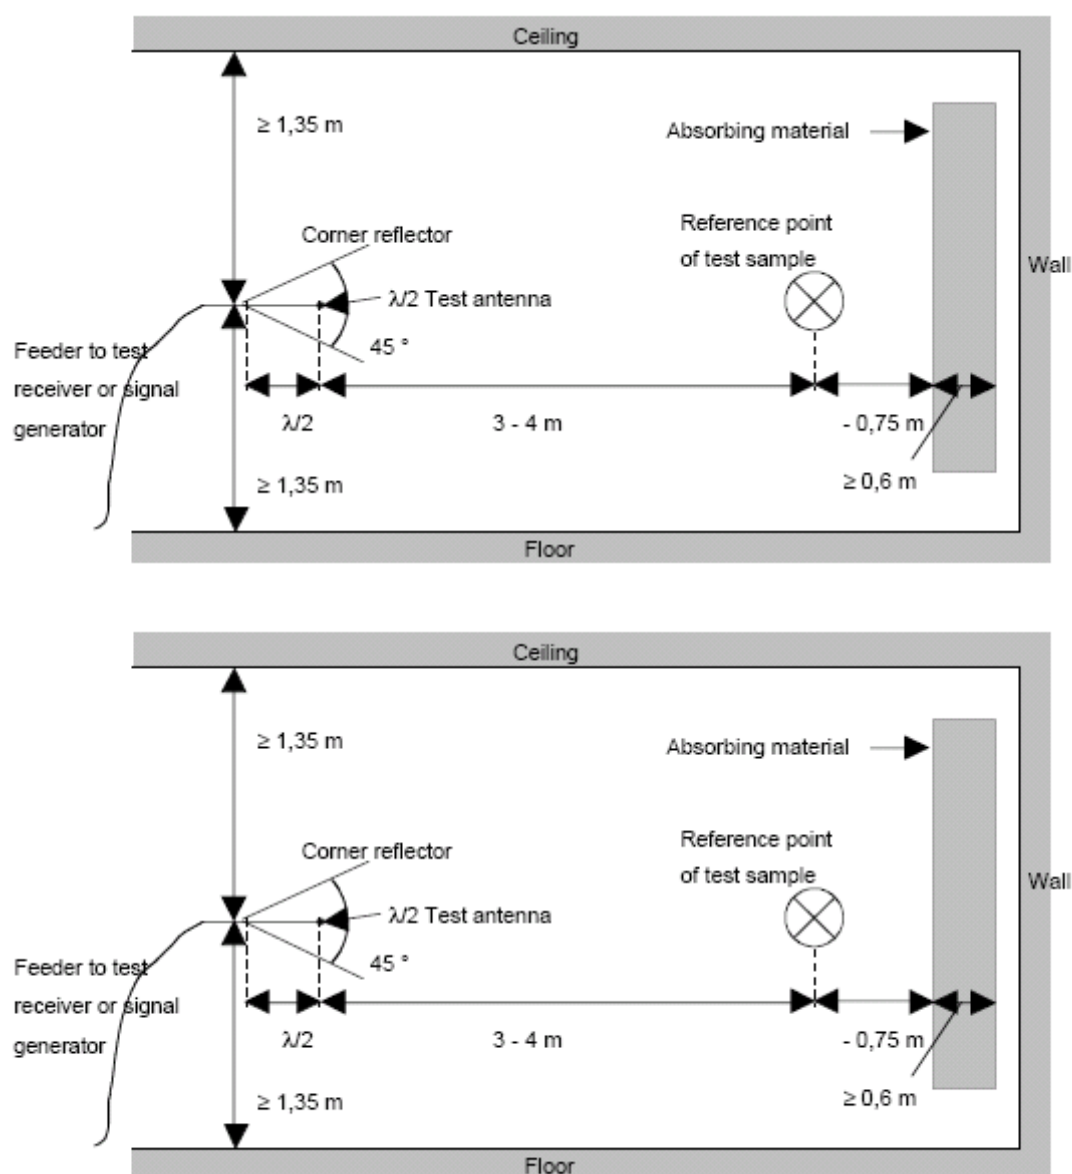 Ceiling
≥ 1,35 m
Absorbing material
Corner reflector
Reference point
of test sample
Wall
λ/2 Test antenna
45 °
Feeder to test
receiver or signal
generator
λ/2
3 - 4 m
- 0,75 m
≥ 0,6 m
≥ 1,35 m
Floor
Ceiling
≥ 1,35 m
Absorbing material
Corner reflector
Reference point
of test sample
Wall
λ/2 Test antenna
45 °
Feeder to test
receiver or signal
generator
λ/2
3 - 4 m
- 0,75 m
≥ 0,6 m
≥ 1,35 m
Floor